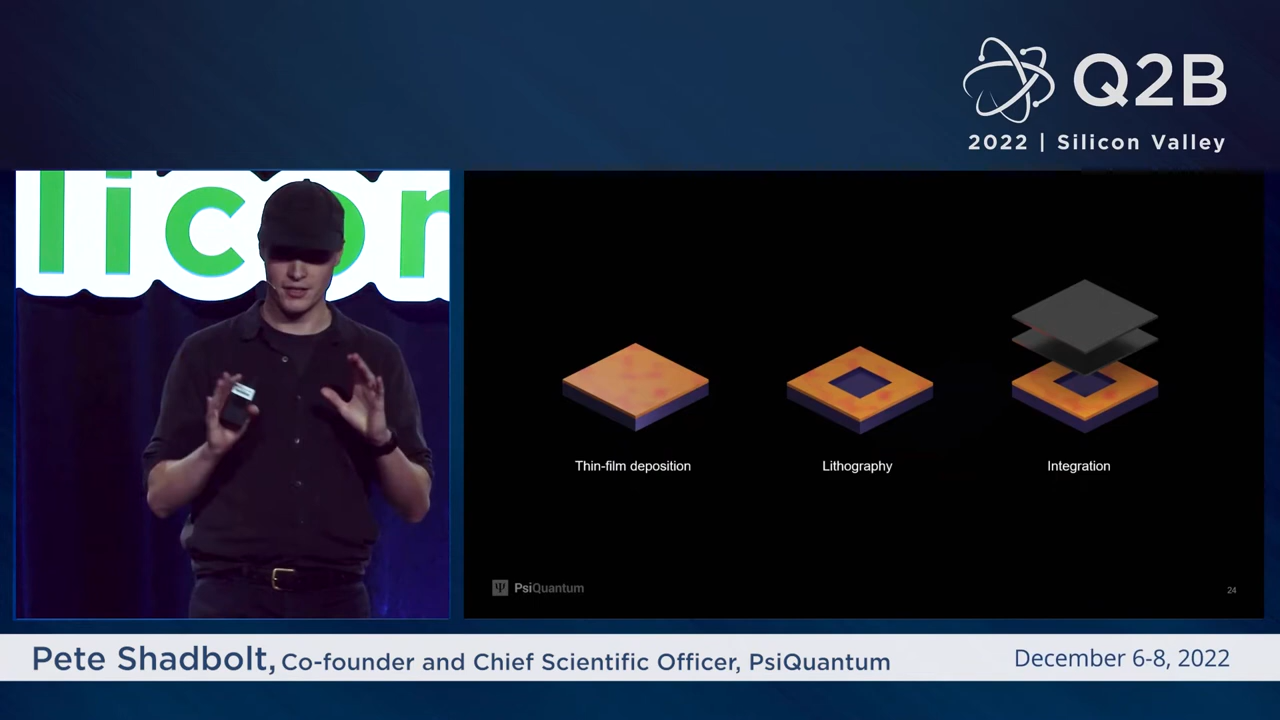 Q2B
2022 | Silicon Valley
licon
Thin-film deposition
Lithography
Integration
Ψ PsiQuantum
24
Pete Shadbolt, Co-founder and Chief Scientific Officer, PsiQuantum
December 6-8, 2022